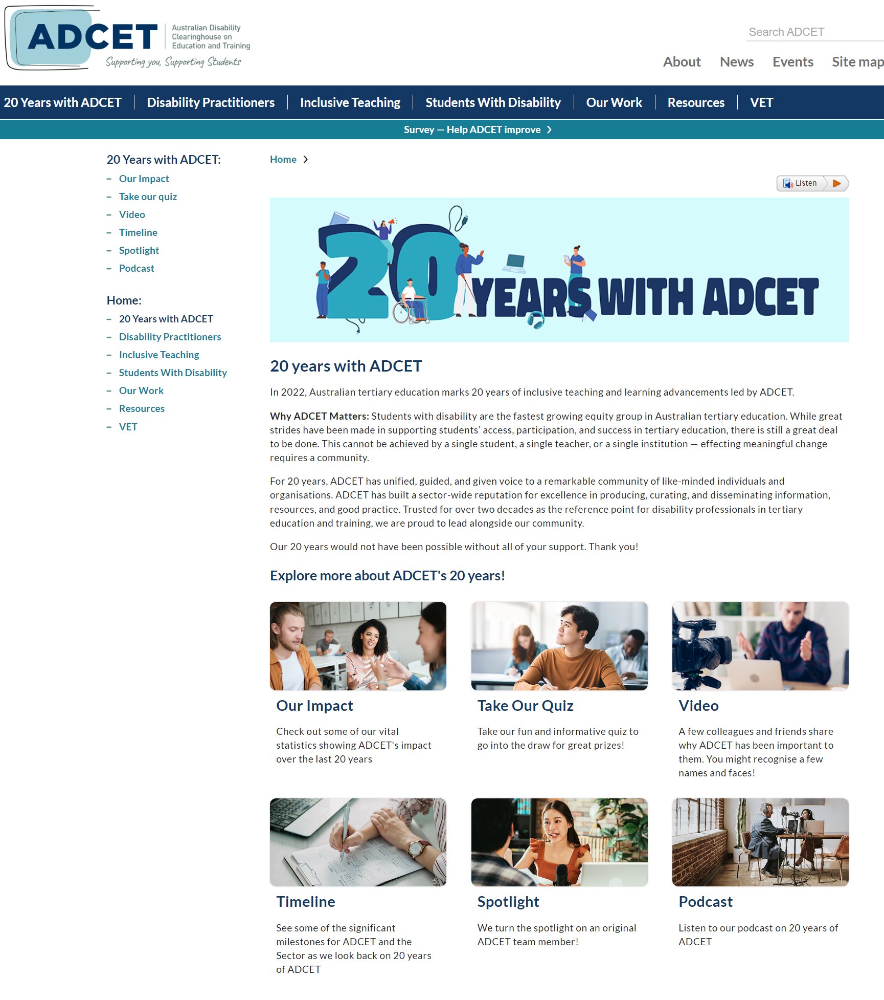 ADCET
Australian Disability
Clearinghouse on
Education and Training
Supporting you, Supporting Students
Search ADCET
About News Events Site map
20 Years with ADCET Disability Practitioners Inclusive Teaching Students With Disability Our Work Resources VET
Survey — Help ADCET improve
20 Years with ADCET:
– Our Impact
– Take our quiz
– Video
– Timeline
– Spotlight
– Podcast
Home:
– 20 Years with ADCET
– Disability Practitioners
– Inclusive Teaching
– Students With Disability
– Our Work
– Resources
– VET
Home
Listen
20 YEARS WITH ADCET
20 years with ADCET
In 2022, Australian tertiary education marks 20 years of inclusive teaching and learning advancements led by ADCET.
Why ADCET Matters: Students with disability are the fastest growing equity group in Australian tertiary education. While great
strides have been made in supporting students’ access, participation, and success in tertiary education, there is still a great deal
to be done. This cannot be achieved by a single student, a single teacher, or a single institution — effecting meaningful change
requires a community.
For 20 years, ADCET has unified, guided, and given voice to a remarkable community of like-minded individuals and
organisations. ADCET has built a sector-wide reputation for excellence in producing, curating, and disseminating information,
resources, and good practice. Trusted for over two decades as the reference point for disability professionals in tertiary
education and training, we are proud to lead alongside our community.
Our 20 years would not have been possible without all of your support. Thank you!
Explore more about ADCET's 20 years!
Our Impact
Check out some of our vital
statistics showing ADCET's impact
over the last 20 years
Take Our Quiz
Take our fun and informative quiz to
go into the draw for great prizes!
Video
A few colleagues and friends share
why ADCET has been important to
them. You might recognise a few
names and faces!
Timeline
See some of the significant
milestones for ADCET and the
Sector as we look back on 20 years
of ADCET
Spotlight
We turn the spotlight on an original
ADCET team member!
Podcast
Listen to our podcast on 20 years of
ADCET